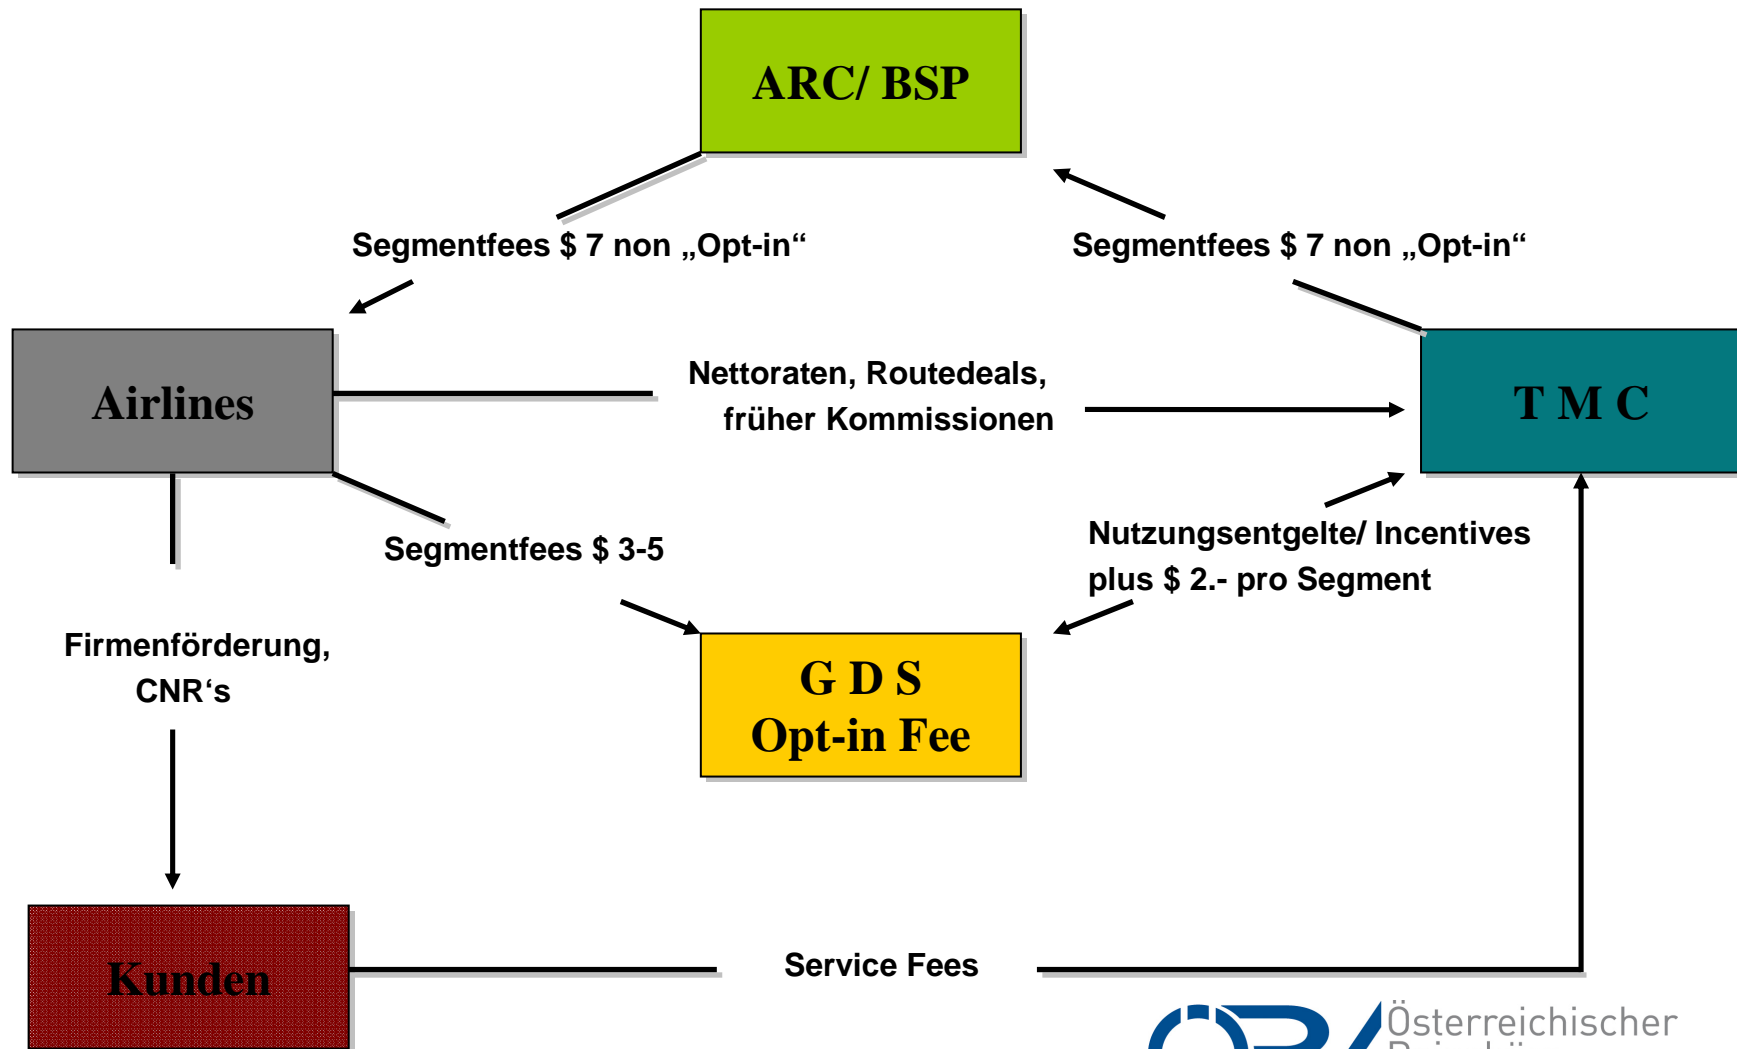 ARC/ BSP
Segmentfees $ 7 non „Opt-in“
Segmentfees $ 7 non „Opt-in“
Airlines
Nettoraten, Routedeals,
früher Kommissionen
T M C
Segmentfees $ 3-5
Nutzungsentgelte/ Incentives
plus $ 2.- pro Segment
Firmenförderung,
CNR‘s
G D S
Opt-in Fee
Kunden
Service Fees
Österreichischer